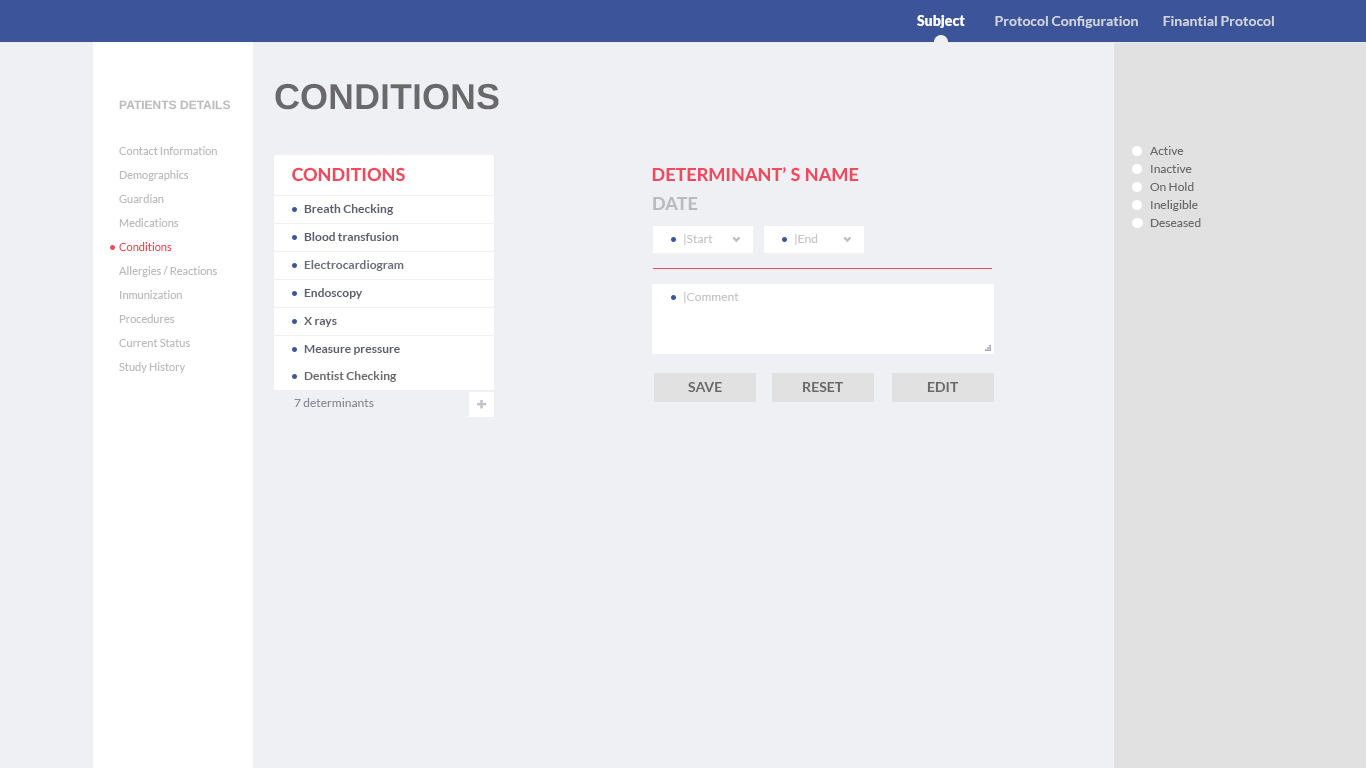 Subject Protocol Configuration Finantial Protocol
PATIENTS DETAILS
Contact Information
Demographics
Guardian
Medications
Conditions
Allergies / Reactions
Inmunization
Procedures
Current Status
Study History
CONDITIONS
CONDITIONS
Breath Checking
Blood transfusion
Electrocardiogram
Endoscopy
X rays
Measure pressure
Dentist Checking
7 determinants
DETERMINANT’ S NAME
DATE
|Start |End
|Comment
SAVE RESET EDIT
Active
Inactive
On Hold
Ineligible
Deseased